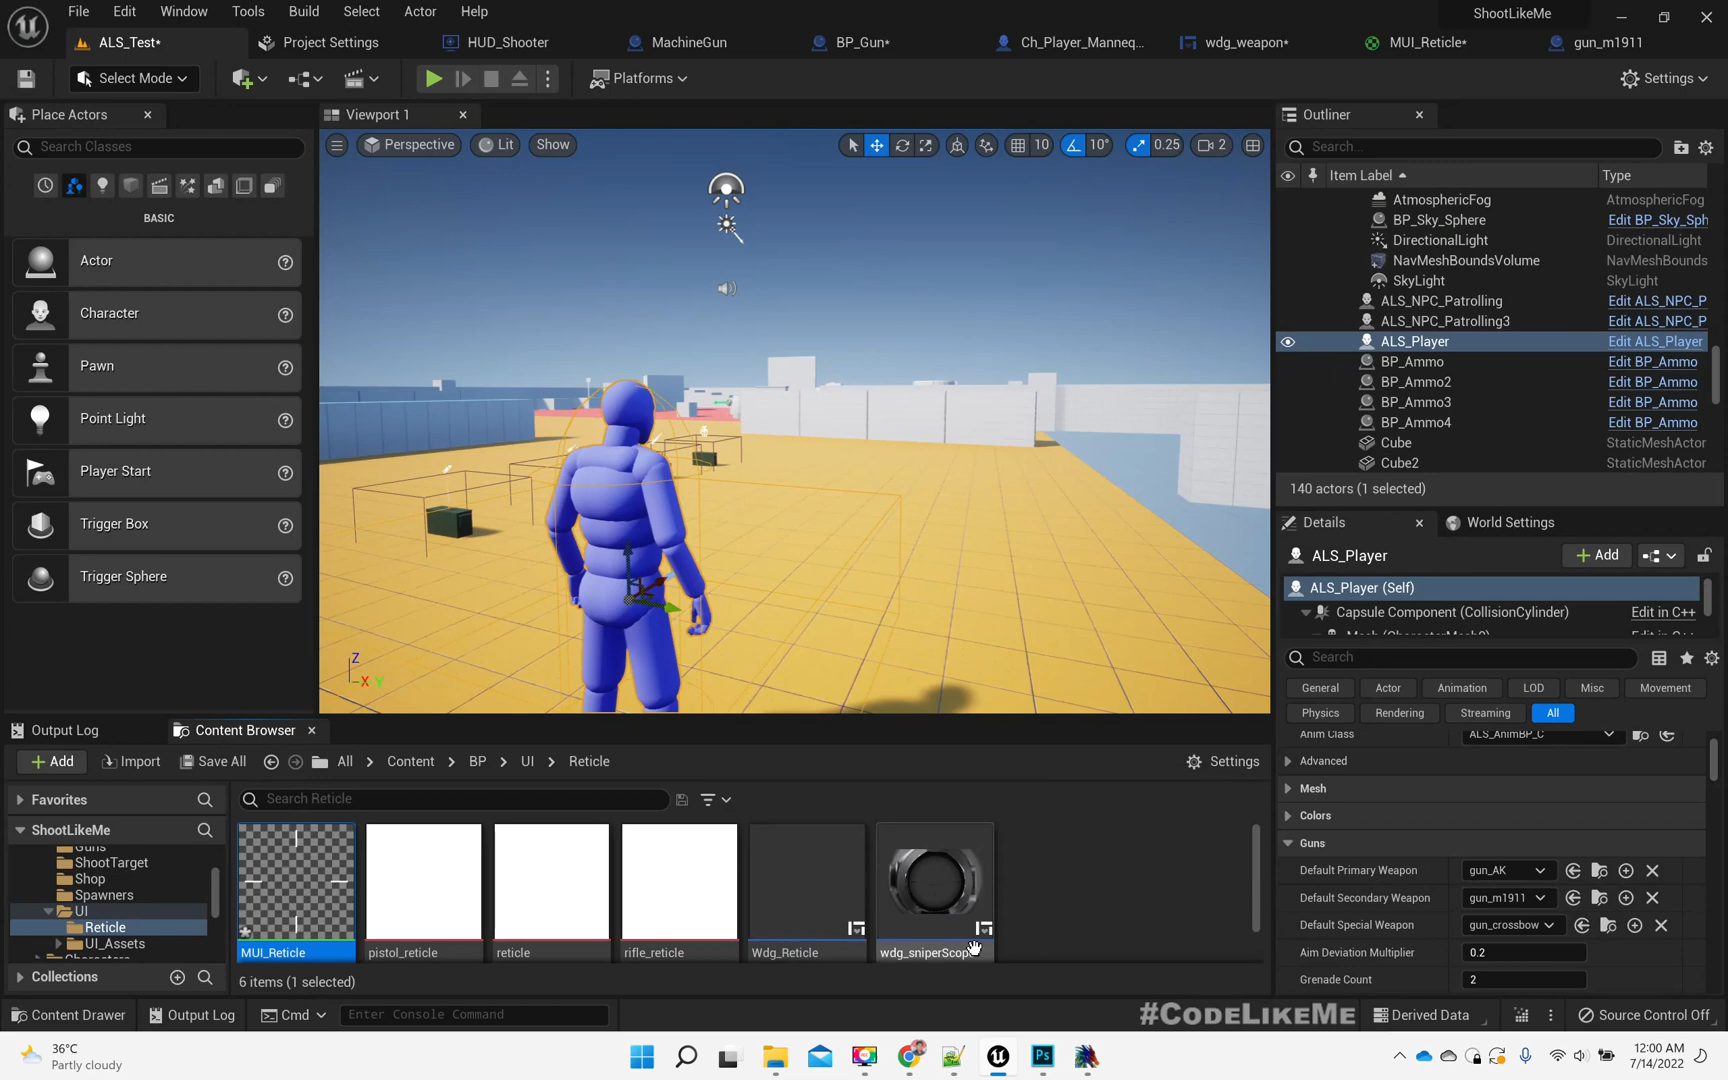 File Edit Window Tools Build Select Actor Help
ShootLikeMe
ALS_Test* Project Settings HUD_Shooter MachineGun BP_Gun* Ch_Player_Manneq... wdg_weapon* MUI_Reticle* gun_m1911
Select Mode Platforms Settings
Place Actors Viewport 1 Outliner
Search Classes Perspective Lit Show 10 10° 0.25 2 Search...
Item Label Type
BASIC
AtmosphericFog AtmosphericFog
BP_Sky_Sphere Edit BP_Sky_Sph
DirectionalLight DirectionalLight
NavMeshBoundsVolume NavMeshBounds
SkyLight SkyLight
ALS_NPC_Patrolling Edit ALS_NPC_P
ALS_NPC_Patrolling3 Edit ALS_NPC_P
ALS_Player Edit ALS_Player
BP_Ammo Edit BP_Ammo
BP_Ammo2 Edit BP_Ammo
BP_Ammo3 Edit BP_Ammo
BP_Ammo4 Edit BP_Ammo
Cube StaticMeshActor
Cube2 StaticMeshActor
140 actors (1 selected)
Actor
Character
Pawn
Point Light
Player Start
Trigger Box
Trigger Sphere
Z
X Y
Details World Settings
ALS_Player Add
ALS_Player (Self)
Capsule Component (CollisionCylinder) Edit in C++
Search
General Actor Animation LOD Misc Movement
Physics Rendering Streaming All
Anim Class ALS_AnimBP_C
Advanced
Mesh
Colors
Guns
Default Primary Weapon gun_AK
Default Secondary Weapon gun_m1911
Default Special Weapon gun_crossbow
Aim Deviation Multiplier 0.2
Grenade Count 2
Output Log Content Browser
Add Import Save All All Content BP UI Reticle Settings
Favorites Search Reticle
ShootLikeMe
Guns
ShootTarget
Shop
Spawners
UI
Reticle
UI_Assets
Collections
MUI_Reticle pistol_reticle reticle rifle_reticle Wdg_Reticle wdg_sniperScop
6 items (1 selected)
Content Drawer Output Log Cmd Enter Console Command #CODELIKEME Derived Data Source Control Off
36°C
Partly cloudy
12:00 AM
7/14/2022